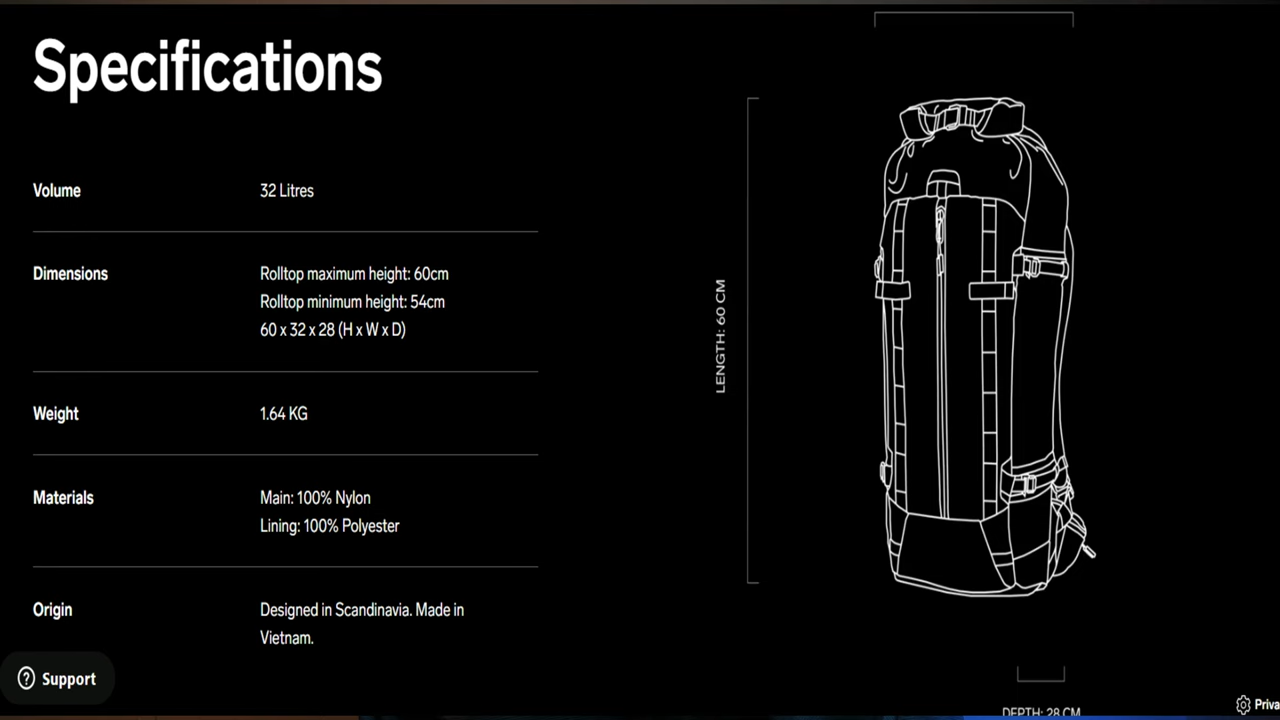 Specifications
Volume
32 Litres
Dimensions
Rolltop maximum height: 60cm
Rolltop minimum height: 54cm
60 x 32 x 28 (H x W x D)
Weight
1.64 KG
Materials
Main: 100% Nylon
Lining: 100% Polyester
Origin
Designed in Scandinavia. Made in
Vietnam.
Support
LENGTH: 60 CM
DEPTH: 28 CM
Priva